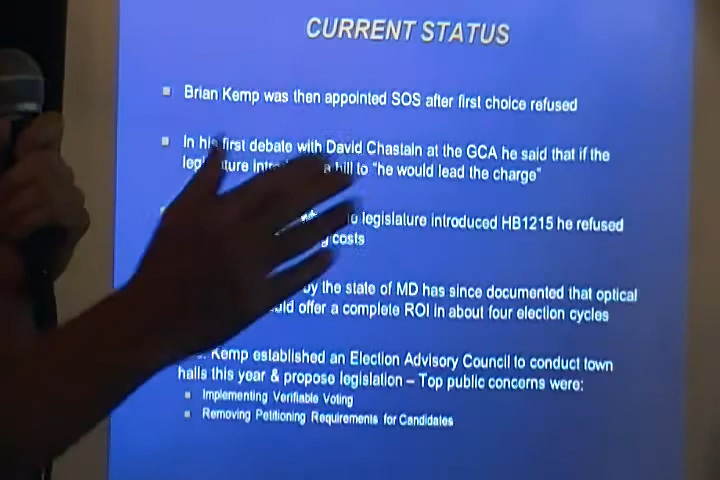 CURRENT STATUS
Brian Kemp was then appointed SOS after first choice refused
In his first debate with David Chastain at the GCA he said that if the
a bill to "he would lead the charge"
legislature introduced HB1215 he refused
costs
by the state of MD has since documented that optical
offer a complete ROI in about four election cycles
Kemp established an Election Advisory Council to conduct town
halls this year & propose legislation – Top public concerns were:
Implementing Verifiable Voting
Removing Petitioning Requirements for Candidates